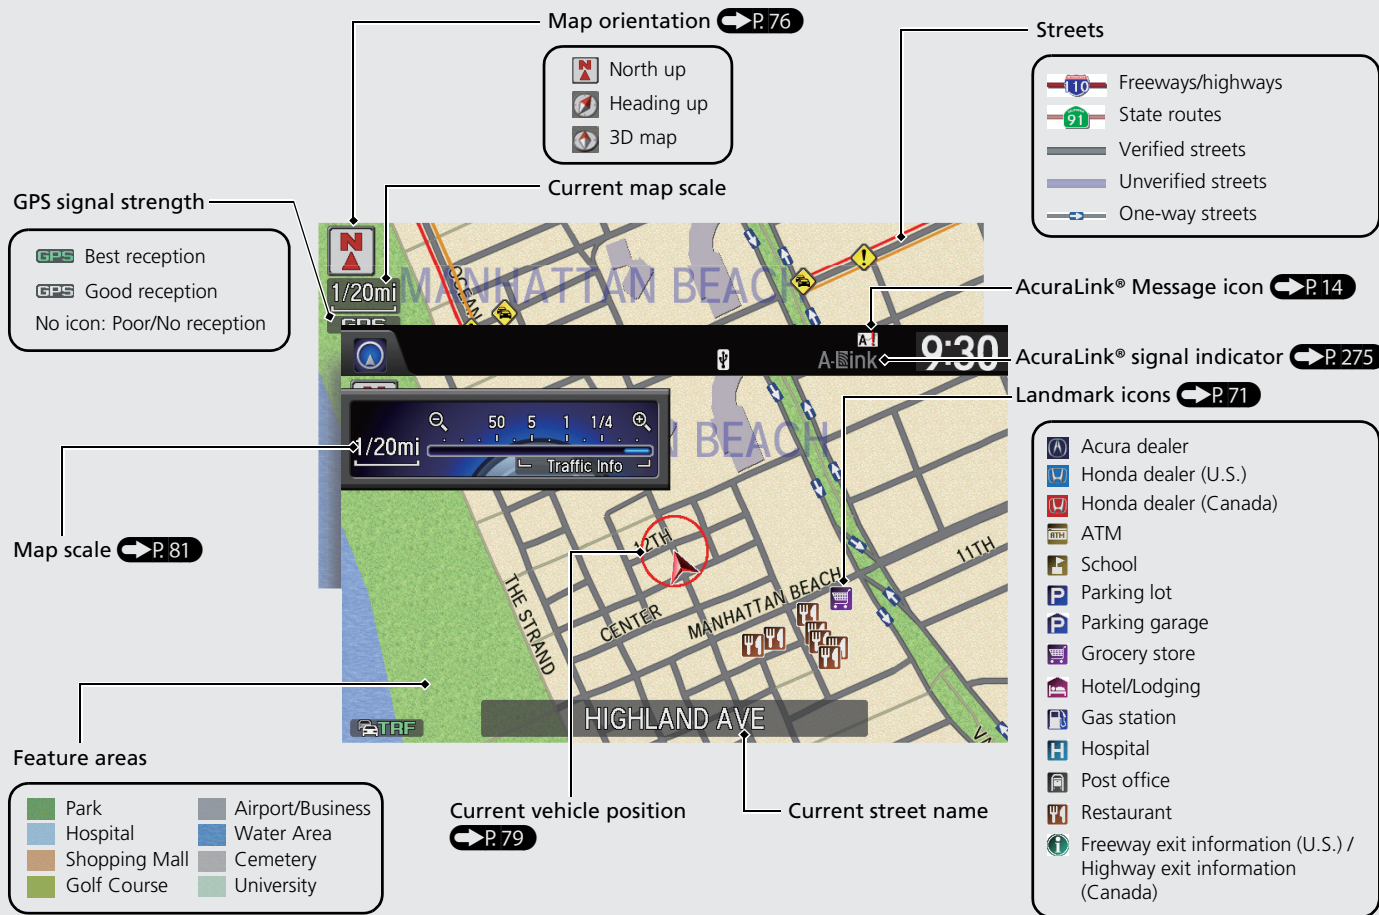 Map orientation P. 76
N North up
Heading up
3D map
Streets
110 Freeways/highways
91 State routes
Verified streets
Unverified streets
One-way streets
GPS signal strength
GPS Best reception
GPS Good reception
No icon: Poor/No reception
Current map scale
N
1/20mi
GPS
OCEAN
MANHATTAN BEACH
AcuraLink® Message icon P. 14
A!
A-Link
9:30
AcuraLink® signal indicator P. 275
Landmark icons P. 71
Acura dealer
Honda dealer (U.S.)
Honda dealer (Canada)
ATM ATM
School
P Parking lot
P Parking garage
Grocery store
Hotel/Lodging
Gas station
H Hospital
Post office
Restaurant
i Freeway exit information (U.S.) /
Highway exit information
(Canada)
50 5 1 1/4
1/20mi
Traffic Info
BEACH
Map scale P. 81
12TH
11TH
THE STRAND
CENTER
MANHATTAN BEACH
TRF
HIGHLAND AVE
Feature areas
Park
Hospital
Shopping Mall
Golf Course
Airport/Business
Water Area
Cemetery
University
Current vehicle position
P. 79
Current street name